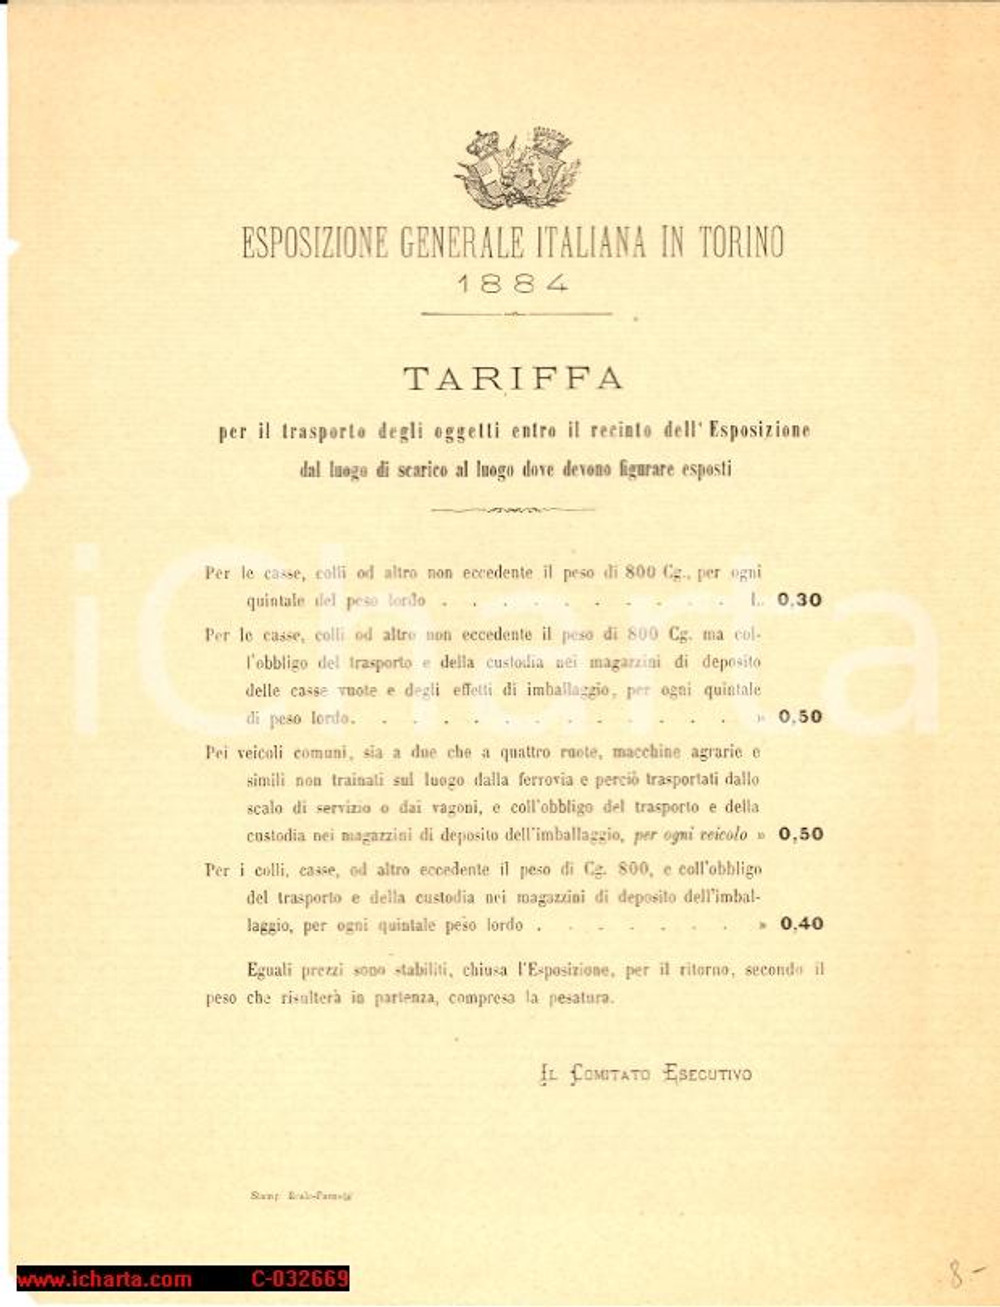 ESPOSIZIONE GENERALE ITALIANA IN TORINO
1884
TARIFFA
per il trasporto degli oggetti entro il recinto dell'Esposizione
dal luogo di scarico al luogo dove devono figurare esposti
Per le casse, colli od altro non eccedente il peso di 800 Cg., per ogni
quintale del peso lordo . . . . . . . . . . L. 0,30
Per le casse, colli od altro non eccedente il peso di 800 Cg. ma col-
l'obbligo del trasporto e della custodia nei magazzini di deposito
delle casse vuote e degli effetti di imballaggio, per ogni quintale
di peso lordo. . . . . . . . . . . . . . » 0,50
Pei veicoli comuni, sia a due che a quattro ruote, macchine agrarie e
simili non trainati sul luogo dalla ferrovia e perciò trasportati dallo
scalo di servizio o dai vagoni, e coll'obbligo del trasporto e della
custodia nei magazzini di deposito dell'imballaggio, per ogni veicolo » 0,50
Per i colli, casse, od altro eccedente il peso di Cg. 800, e coll'obbligo
del trasporto e della custodia nei magazzini di deposito dell'imbal-
laggio, per ogni quintale peso lordo . . . . . . . » 0,40
Eguali prezzi sono stabiliti, chiusa l'Esposizione, per il ritorno, secondo il
peso che risulterà in partenza, compresa la pesatura.
IL COMITATO ESECUTIVO
Stamp. Reale-Paravia
iCharta
www.icharta.com C-032669
8.-